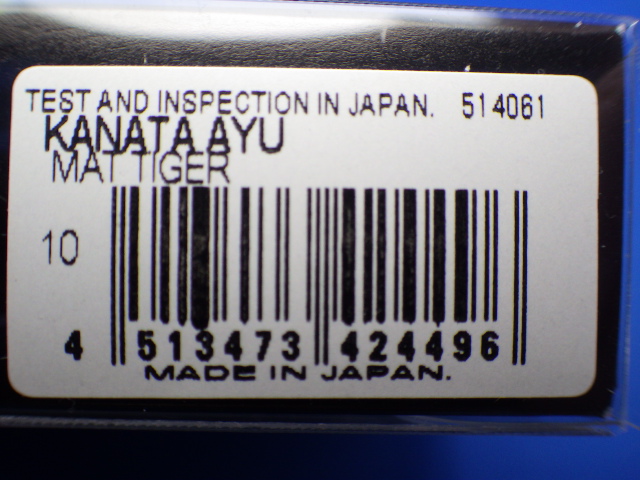 TEST AND INSPECTION IN JAPAN. 514061
KANATA AYU
MAT TIGER
10
4 513473 424496
MADE IN JAPAN.